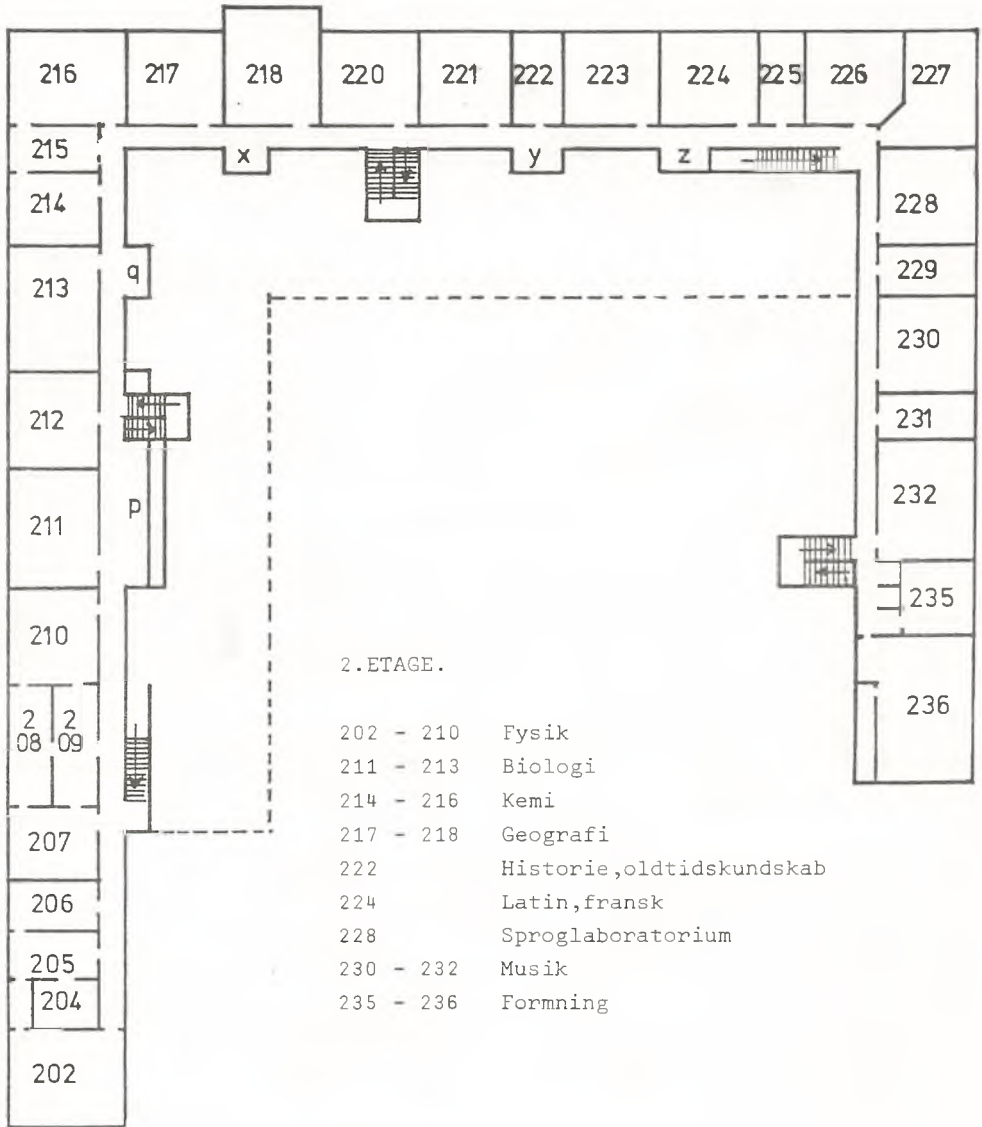 216 217 218 220 221 222 223 224 225 226 227
215
x y z
214
228
q
229
213
230
212
231
p
232
211
235
210
2.ETAGE.
236
2 2
08 09
202 - 210 Fysik
211 - 213 Biologi
214 - 216 Kemi
207
217 - 218 Geografi
222 Historie,oldtidskundskab
206
224 Latin,fransk
205
228 Sproglaboratorium
230 - 232 Musik
204
235 - 236 Formning
202